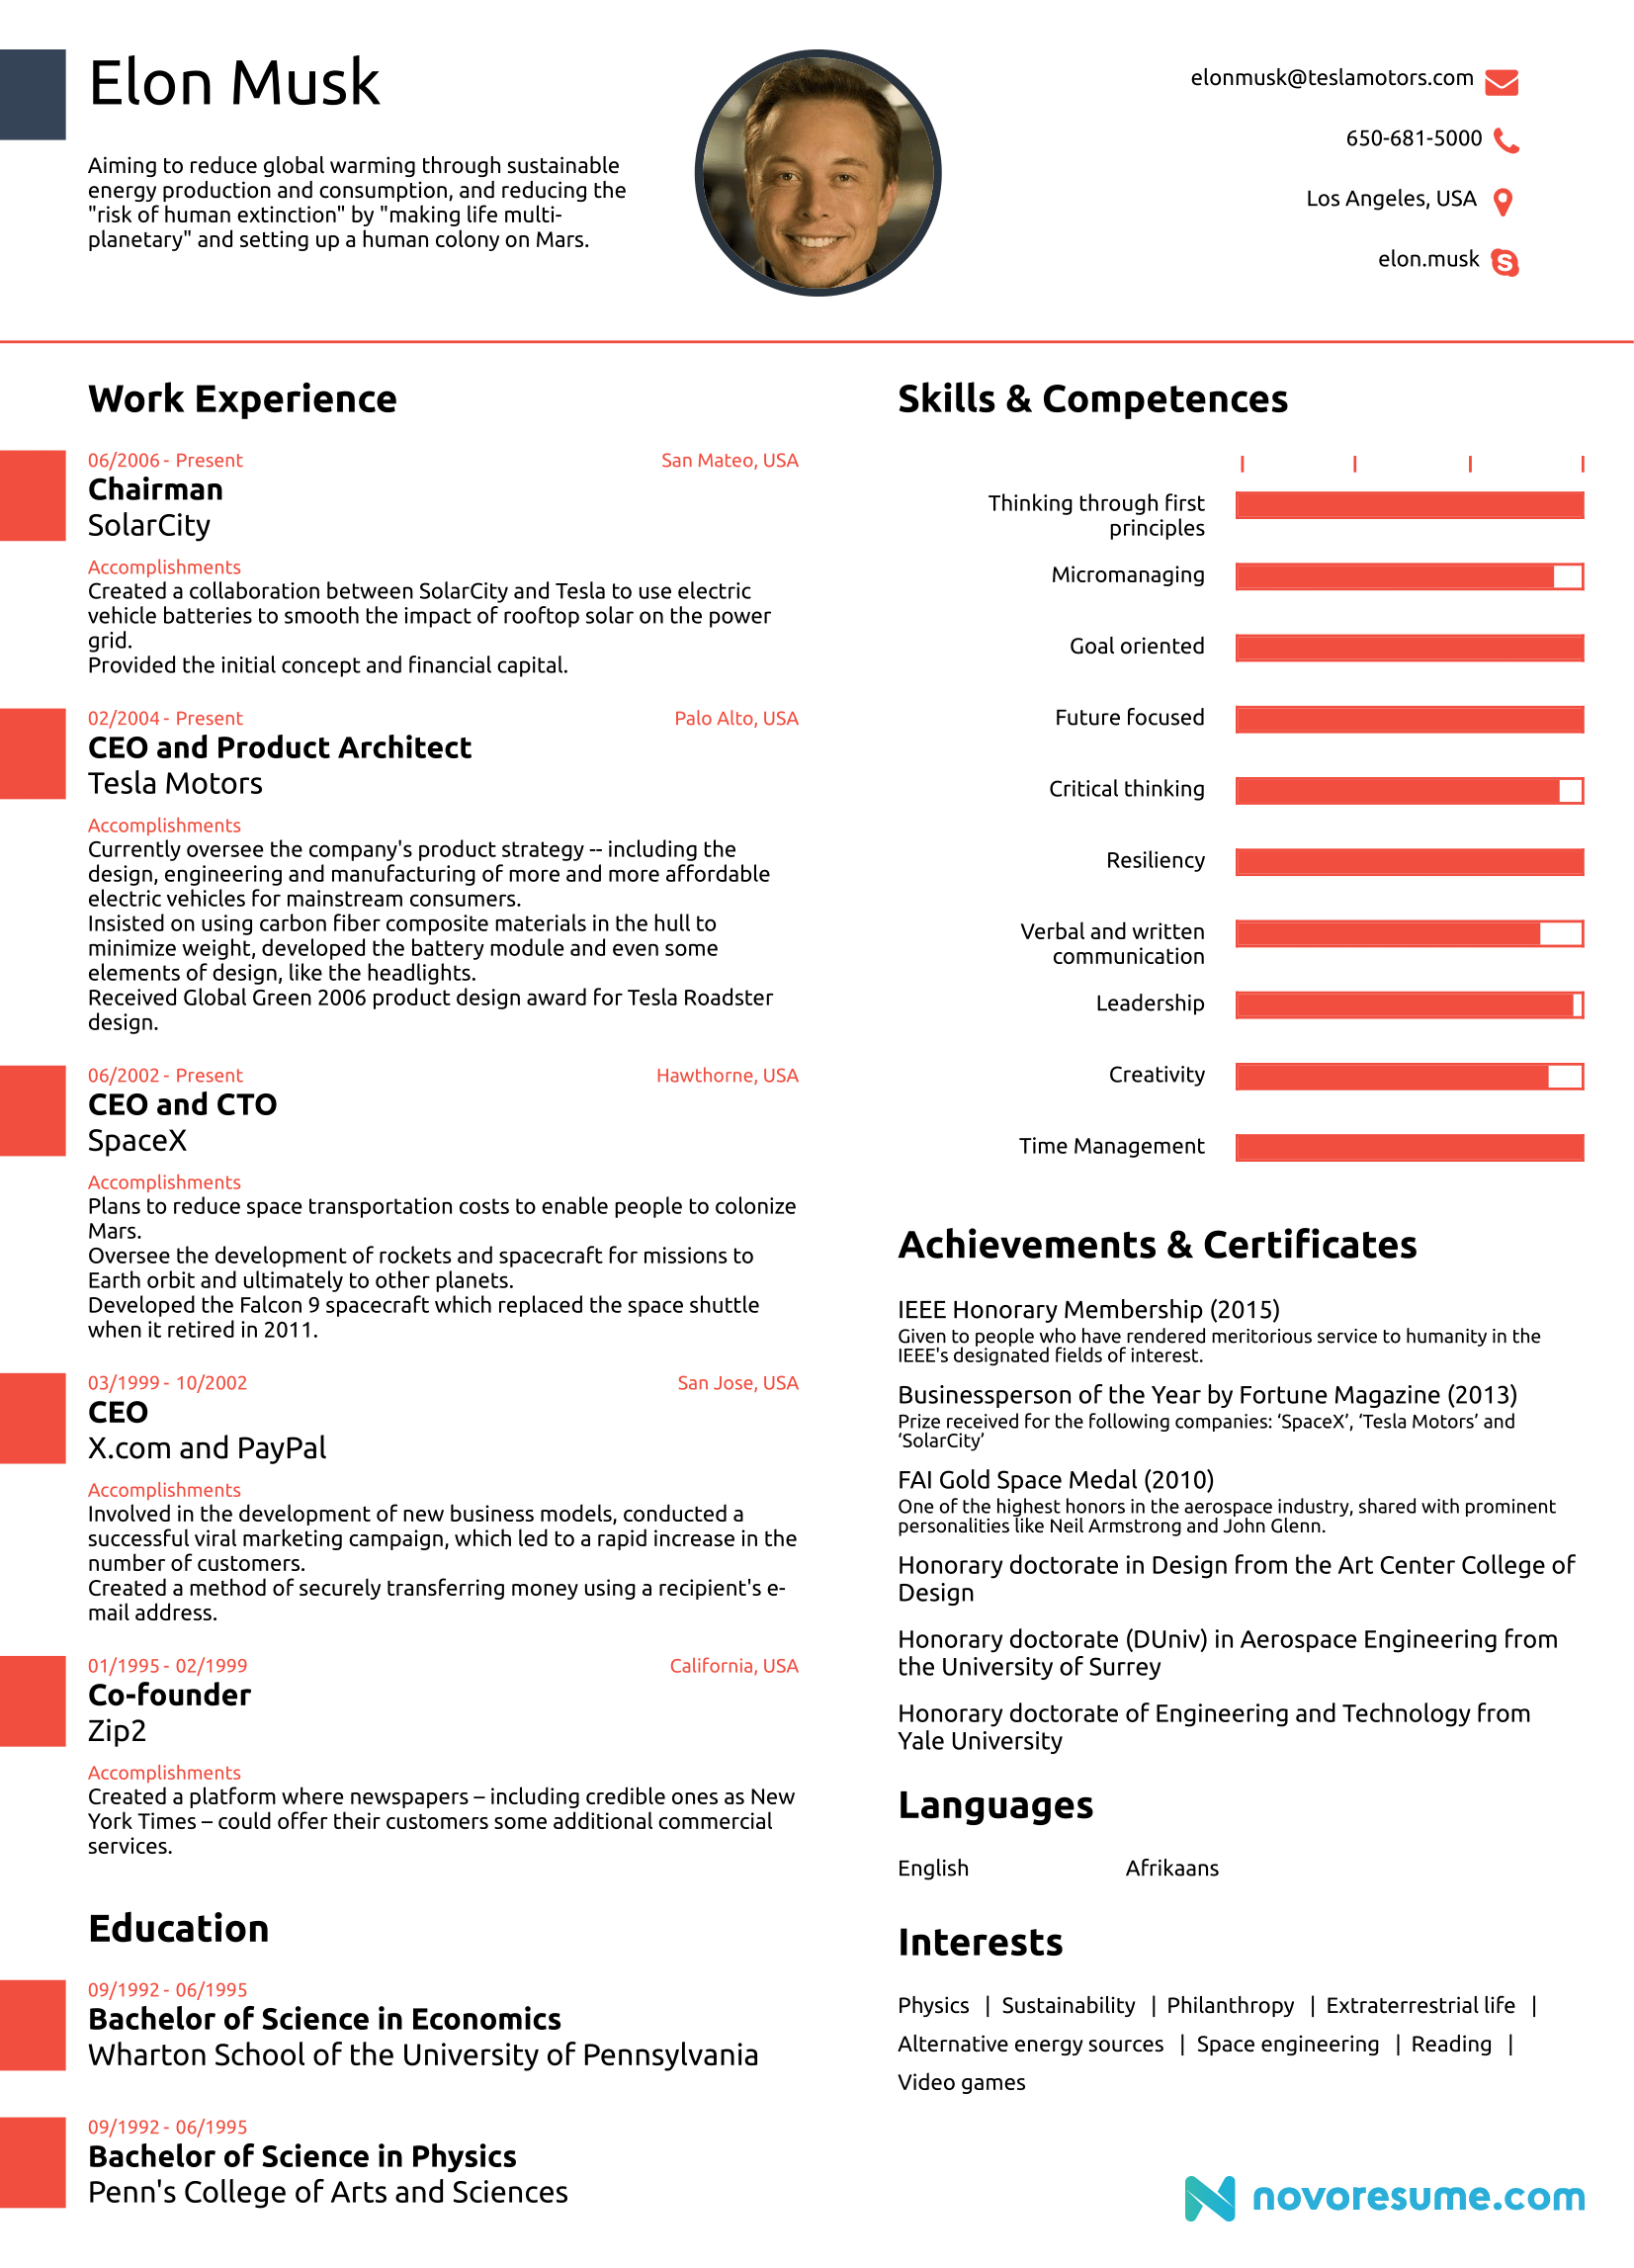 Elon Musk
Aiming to reduce global warming through sustainable
energy production and consumption, and reducing the
"risk of human extinction" by "making life multi-
planetary" and setting up a human colony on Mars.
elonmusk@teslamotors.com
650-681-5000
Los Angeles, USA
elon.musk
Work Experience
06/2006 - Present San Mateo, USA
Chairman
SolarCity
Accomplishments
Created a collaboration between SolarCity and Tesla to use electric
vehicle batteries to smooth the impact of rooftop solar on the power
grid.
Provided the initial concept and financial capital.
02/2004 - Present Palo Alto, USA
CEO and Product Architect
Tesla Motors
Accomplishments
Currently oversee the company's product strategy -- including the
design, engineering and manufacturing of more and more affordable
electric vehicles for mainstream consumers.
Insisted on using carbon fiber composite materials in the hull to
minimize weight, developed the battery module and even some
elements of design, like the headlights.
Received Global Green 2006 product design award for Tesla Roadster
design.
06/2002 - Present Hawthorne, USA
CEO and CTO
SpaceX
Accomplishments
Plans to reduce space transportation costs to enable people to colonize
Mars.
Oversee the development of rockets and spacecraft for missions to
Earth orbit and ultimately to other planets.
Developed the Falcon 9 spacecraft which replaced the space shuttle
when it retired in 2011.
03/1999 - 10/2002 San Jose, USA
CEO
X.com and PayPal
Accomplishments
Involved in the development of new business models, conducted a
successful viral marketing campaign, which led to a rapid increase in the
number of customers.
Created a method of securely transferring money using a recipient's e-
mail address.
01/1995 - 02/1999 California, USA
Co-founder
Zip2
Accomplishments
Created a platform where newspapers – including credible ones as New
York Times – could offer their customers some additional commercial
services.
Education
09/1992 - 06/1995
Bachelor of Science in Economics
Wharton School of the University of Pennsylvania
09/1992 - 06/1995
Bachelor of Science in Physics
Penn's College of Arts and Sciences
Skills & Competences
Thinking through first
principles
Micromanaging
Goal oriented
Future focused
Critical thinking
Resiliency
Verbal and written
communication
Leadership
Creativity
Time Management
Achievements & Certificates
IEEE Honorary Membership (2015)
Given to people who have rendered meritorious service to humanity in the
IEEE's designated fields of interest.
Businessperson of the Year by Fortune Magazine (2013)
Prize received for the following companies: ‘SpaceX’, ‘Tesla Motors’ and
‘SolarCity’
FAI Gold Space Medal (2010)
One of the highest honors in the aerospace industry, shared with prominent
personalities like Neil Armstrong and John Glenn.
Honorary doctorate in Design from the Art Center College of
Design
Honorary doctorate (DUniv) in Aerospace Engineering from
the University of Surrey
Honorary doctorate of Engineering and Technology from
Yale University
Languages
English Afrikaans
Interests
Physics | Sustainability | Philanthropy | Extraterrestrial life |
Alternative energy sources | Space engineering | Reading |
Video games
novoresume.com